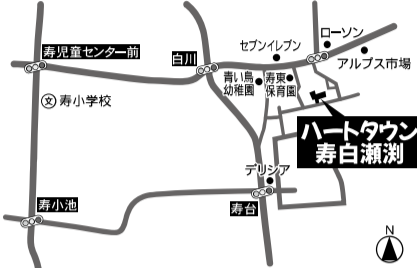 ローソン
セブンイレブン
アルプス市場
寿児童センター前
白川
青い鳥
幼稚園
寿東
保育園
文
寿小学校
ハートタウン
寿白瀬渕
デリシア
寿小池
寿台
N